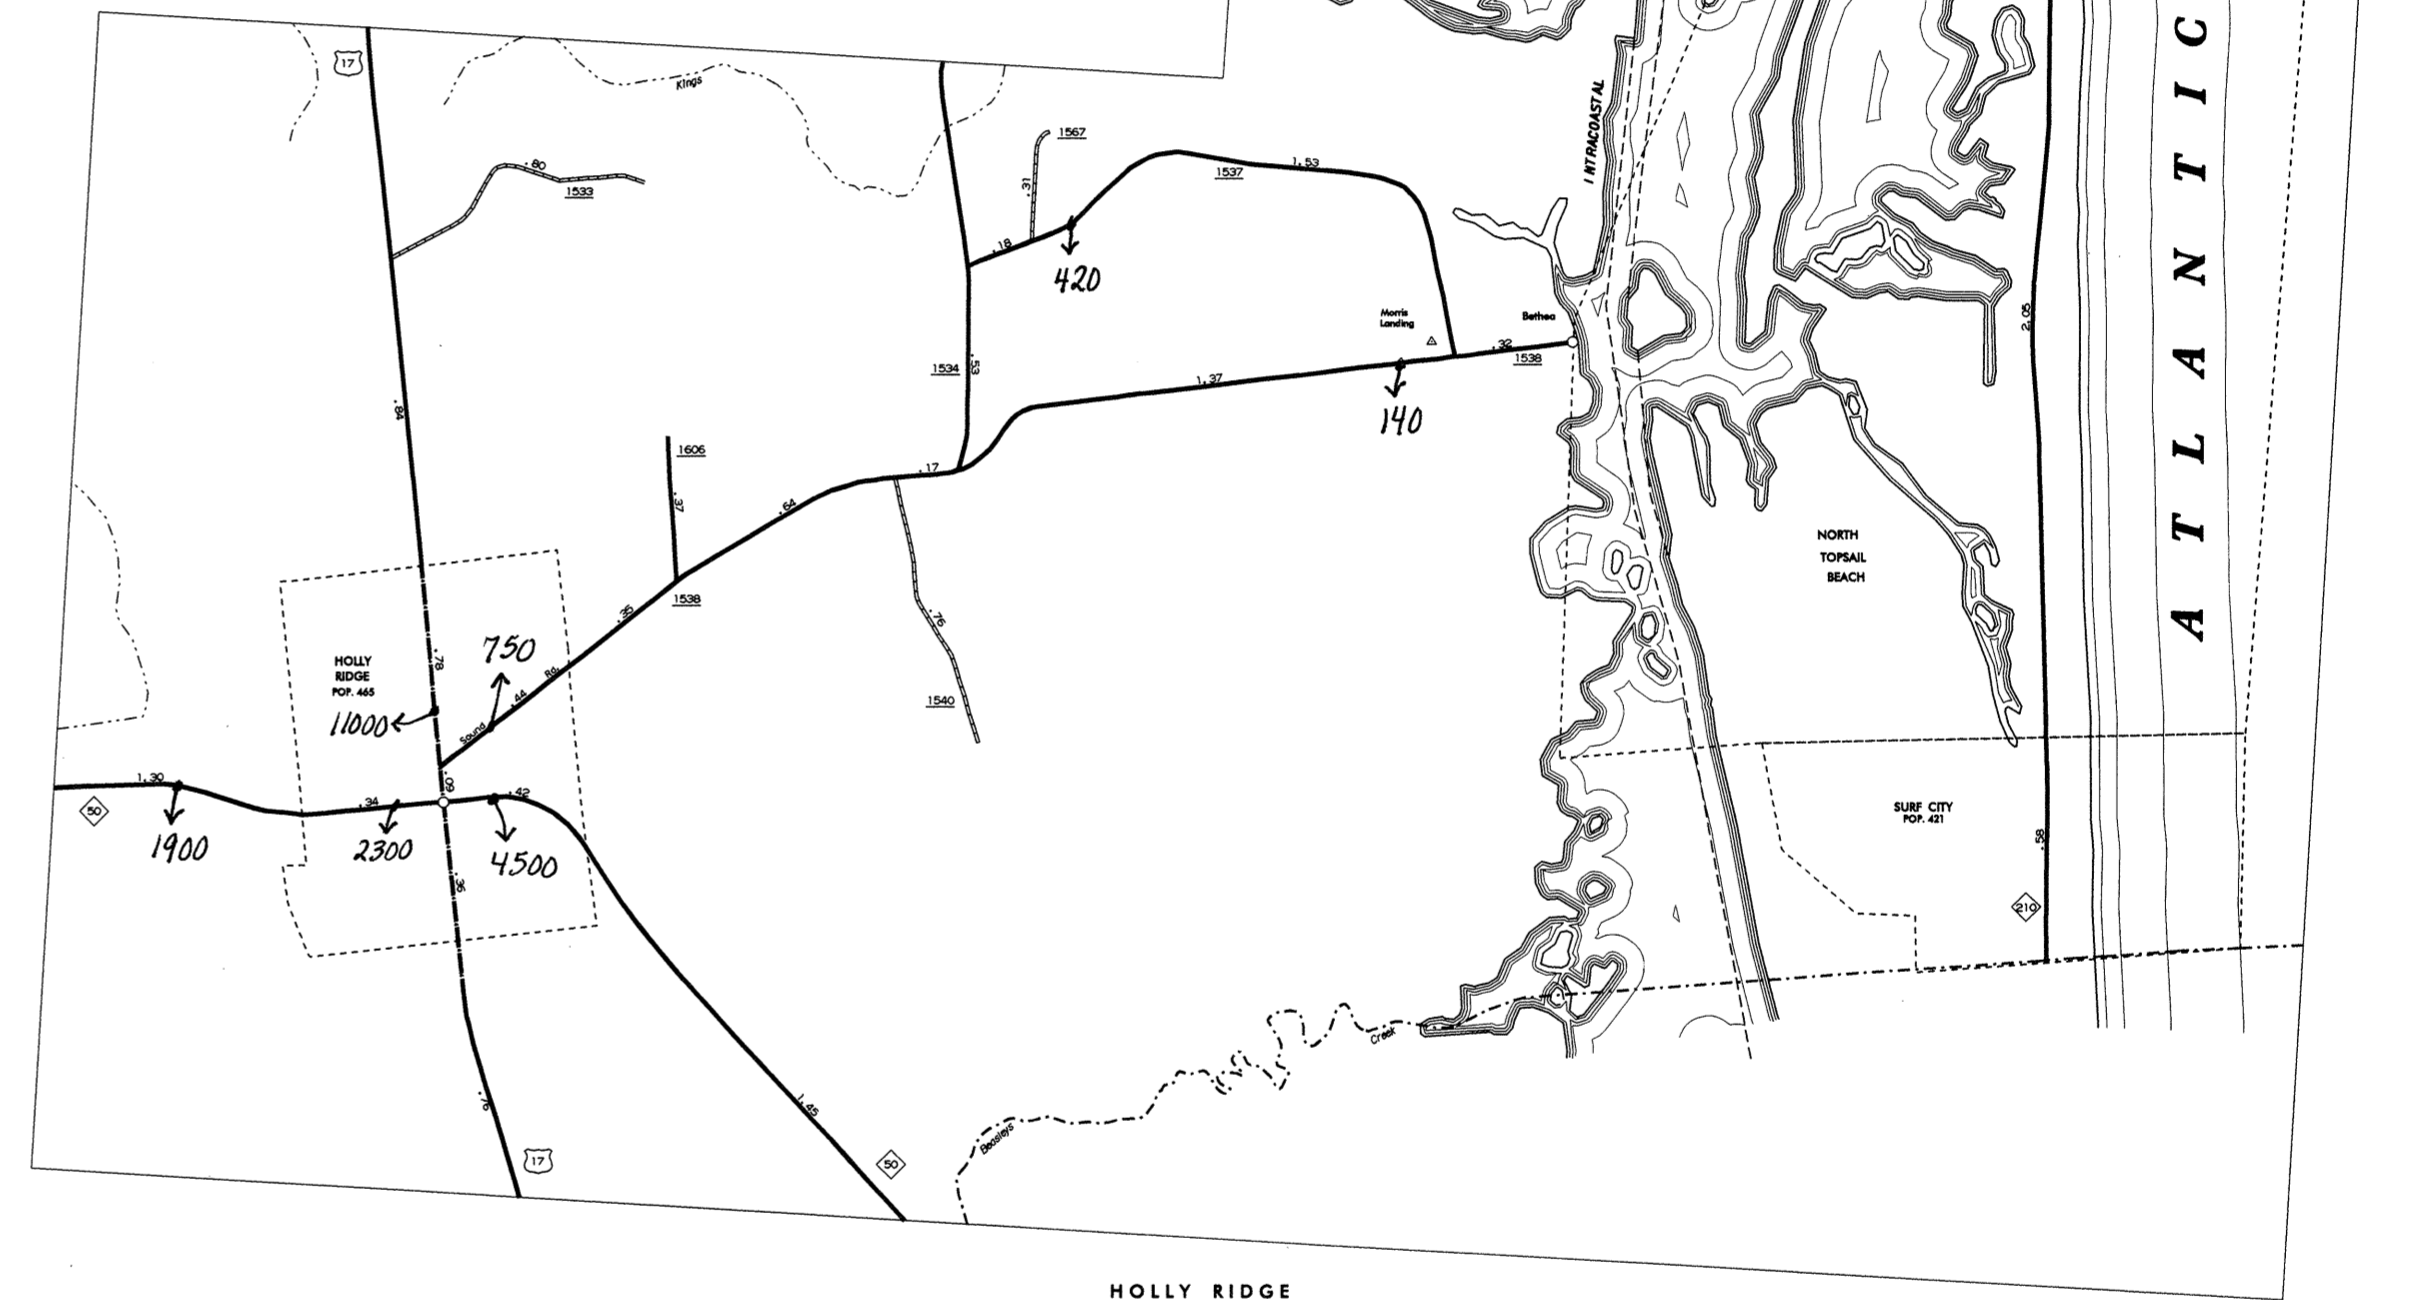 17
Kings
1567
.80
1533
.31
1537
1.53
.18
420
INTRACOASTAL
ATLANTIC
Morris
Landing
Bethea
2.05
1534
.53
.32
1538
1.37
140
.84
1606
.37
.17
.64
NORTH
TOPSAIL
BEACH
1538
.35
.76
HOLLY
RIDGE
POP. 465
.78
750
.44
Sound Rd.
1540
11000
1.30
.34
.09
.42
50
1900
2300
4500
SURF CITY
POP. 421
.58
210
.36
Creek
.76
1.45
Beasleys
17
50
HOLLY RIDGE